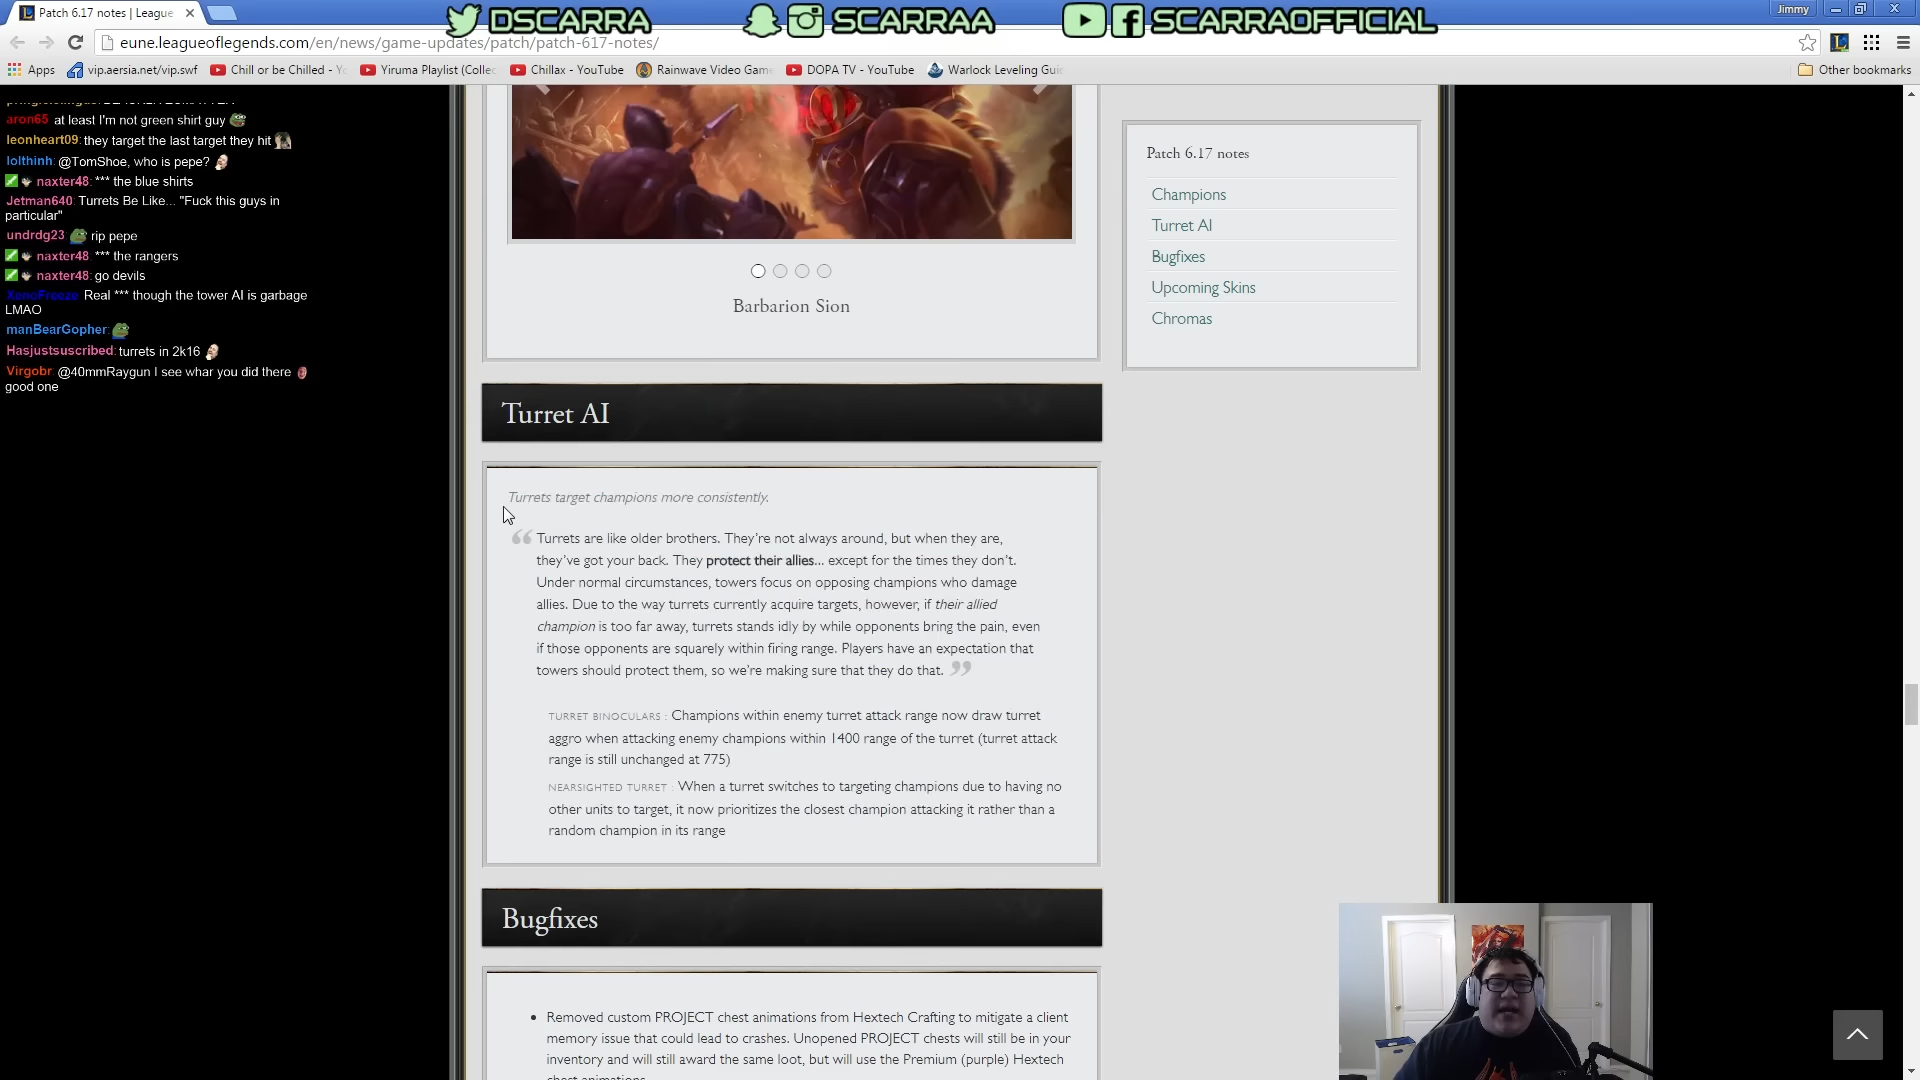 Patch 6.17 notes | League
DSCARRA
SCARRAA
SCARRAOFFICIAL
Jimmy
eune.leagueoflegends.com/en/news/game-updates/patch/patch-617-notes/
Apps
vip.aersia.net/vip.swf
Chill or be Chilled - Yo
Yiruma Playlist (Collec
Chillax - YouTube
Rainwave Video Game
DOPA TV - YouTube
Warlock Leveling Guid
Other bookmarks
aron65 at least I'm not green shirt guy
leonheart09: they target the last target they hit
lolthinh: @TomShoe, who is pepe?
naxter48: *** the blue shirts
Jetman640: Turrets Be Like... "Fuck this guys in
particular"
undrdg23: rip pepe
naxter48: *** the rangers
naxter48: go devils
XenoFreeze: Real *** though the tower AI is garbage
LMAO
manBearGopher:
Hasjustsuscribed: turrets in 2k16
Virgobr: @40mmRaygun I see whar you did there
good one
Barbarion Sion
Turret AI
Turrets target champions more consistently.
“ Turrets are like older brothers. They're not always around, but when they are,
they've got your back. They protect their allies... except for the times they don't.
Under normal circumstances, towers focus on opposing champions who damage
allies. Due to the way turrets currently acquire targets, however, if their allied
champion is too far away, turrets stands idly by while opponents bring the pain, even
if those opponents are squarely within firing range. Players have an expectation that
towers should protect them, so we're making sure that they do that. ”
TURRET BINOCULARS : Champions within enemy turret attack range now draw turret
aggro when attacking enemy champions within 1400 range of the turret (turret attack
range is still unchanged at 775)
NEARSIGHTED TURRET : When a turret switches to targeting champions due to having no
other units to target, it now prioritizes the closest champion attacking it rather than a
random champion in its range
Bugfixes
• Removed custom PROJECT chest animations from Hextech Crafting to mitigate a client
memory issue that could lead to crashes. Unopened PROJECT chests will still be in your
inventory and will still award the same loot, but will use the Premium (purple) Hextech
chest animations
Patch 6.17 notes
Champions
Turret AI
Bugfixes
Upcoming Skins
Chromas